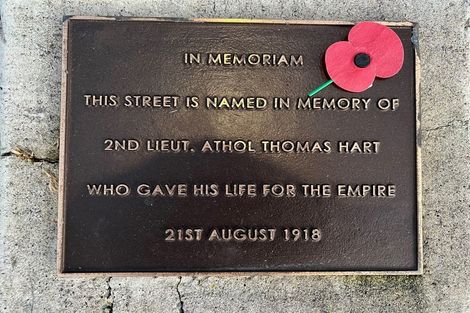 IN MEMORIAM
THIS STREET IS NAMED IN MEMORY OF
2ND LIEUT. ATHOL THOMAS HART
WHO GAVE HIS LIFE FOR THE EMPIRE
21ST AUGUST 1918